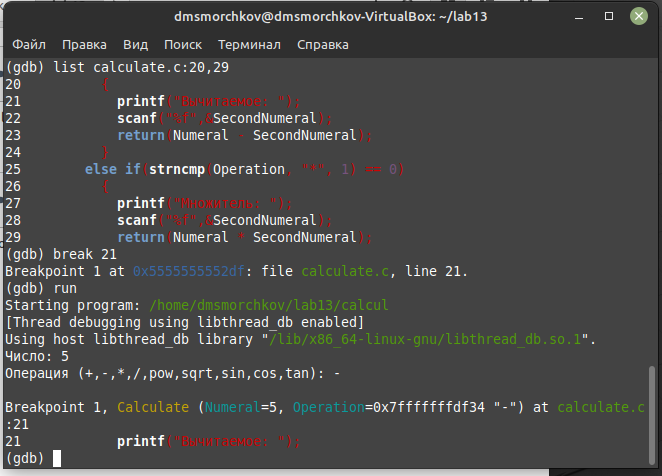 dmsmorchkov@dmsmorchkov-VirtualBox: ~/lab13
Файл Правка Вид Поиск Терминал Справка
(gdb) list calculate.c:20,29
20 {
21 printf("Вычитаемое: ");
22 scanf("%f",&SecondNumeral);
23 return(Numeral - SecondNumeral);
24 }
25 else if(strncmp(Operation, "*", 1) == 0)
26 {
27 printf("Множитель: ");
28 scanf("%f",&SecondNumeral);
29 return(Numeral * SecondNumeral);
(gdb) break 21
Breakpoint 1 at 0x5555555552df: file calculate.c, line 21.
(gdb) run
Starting program: /home/dmsmorchkov/lab13/calcul
[Thread debugging using libthread_db enabled]
Using host libthread_db library "/lib/x86_64-linux-gnu/libthread_db.so.1".
Число: 5
Операция (+,-,*,/,pow,sqrt,sin,cos,tan): -
Breakpoint 1, Calculate (Numeral=5, Operation=0x7fffffffdf34 "-") at calculate.c
:21
21 printf("Вычитаемое: ");
(gdb)